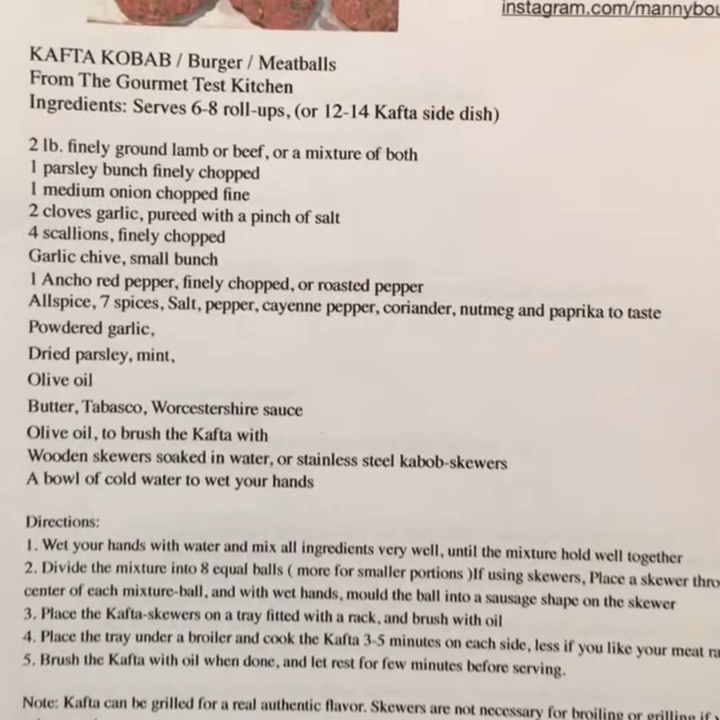 instagram.com/mannybou
KAFTA KOBAB / Burger / Meatballs
From The Gourmet Test Kitchen
Ingredients: Serves 6-8 roll-ups, (or 12-14 Kafta side dish)
2 lb. finely ground lamb or beef, or a mixture of both
1 parsley bunch finely chopped
1 medium onion chopped fine
2 cloves garlic, pureed with a pinch of salt
4 scallions, finely chopped
Garlic chive, small bunch
1 Ancho red pepper, finely chopped, or roasted pepper
Allspice, 7 spices, Salt, pepper, cayenne pepper, coriander, nutmeg and paprika to taste
Powdered garlic,
Dried parsley, mint,
Olive oil
Butter, Tabasco, Worcestershire sauce
Olive oil, to brush the Kafta with
Wooden skewers soaked in water, or stainless steel kabob-skewers
A bowl of cold water to wet your hands
Directions:
1. Wet your hands with water and mix all ingredients very well, until the mixture hold well together
2. Divide the mixture into 8 equal balls ( more for smaller portions )If using skewers, Place a skewer thro
center of each mixture-ball, and with wet hands, mould the ball into a sausage shape on the skewer
3. Place the Kafta-skewers on a tray fitted with a rack, and brush with oil
4. Place the tray under a broiler and cook the Kafta 3-5 minutes on each side, less if you like your meat ra
5. Brush the Kafta with oil when done, and let rest for few minutes before serving.
Note: Kafta can be grilled for a real authentic flavor. Skewers are not necessary for broiling or grilling if